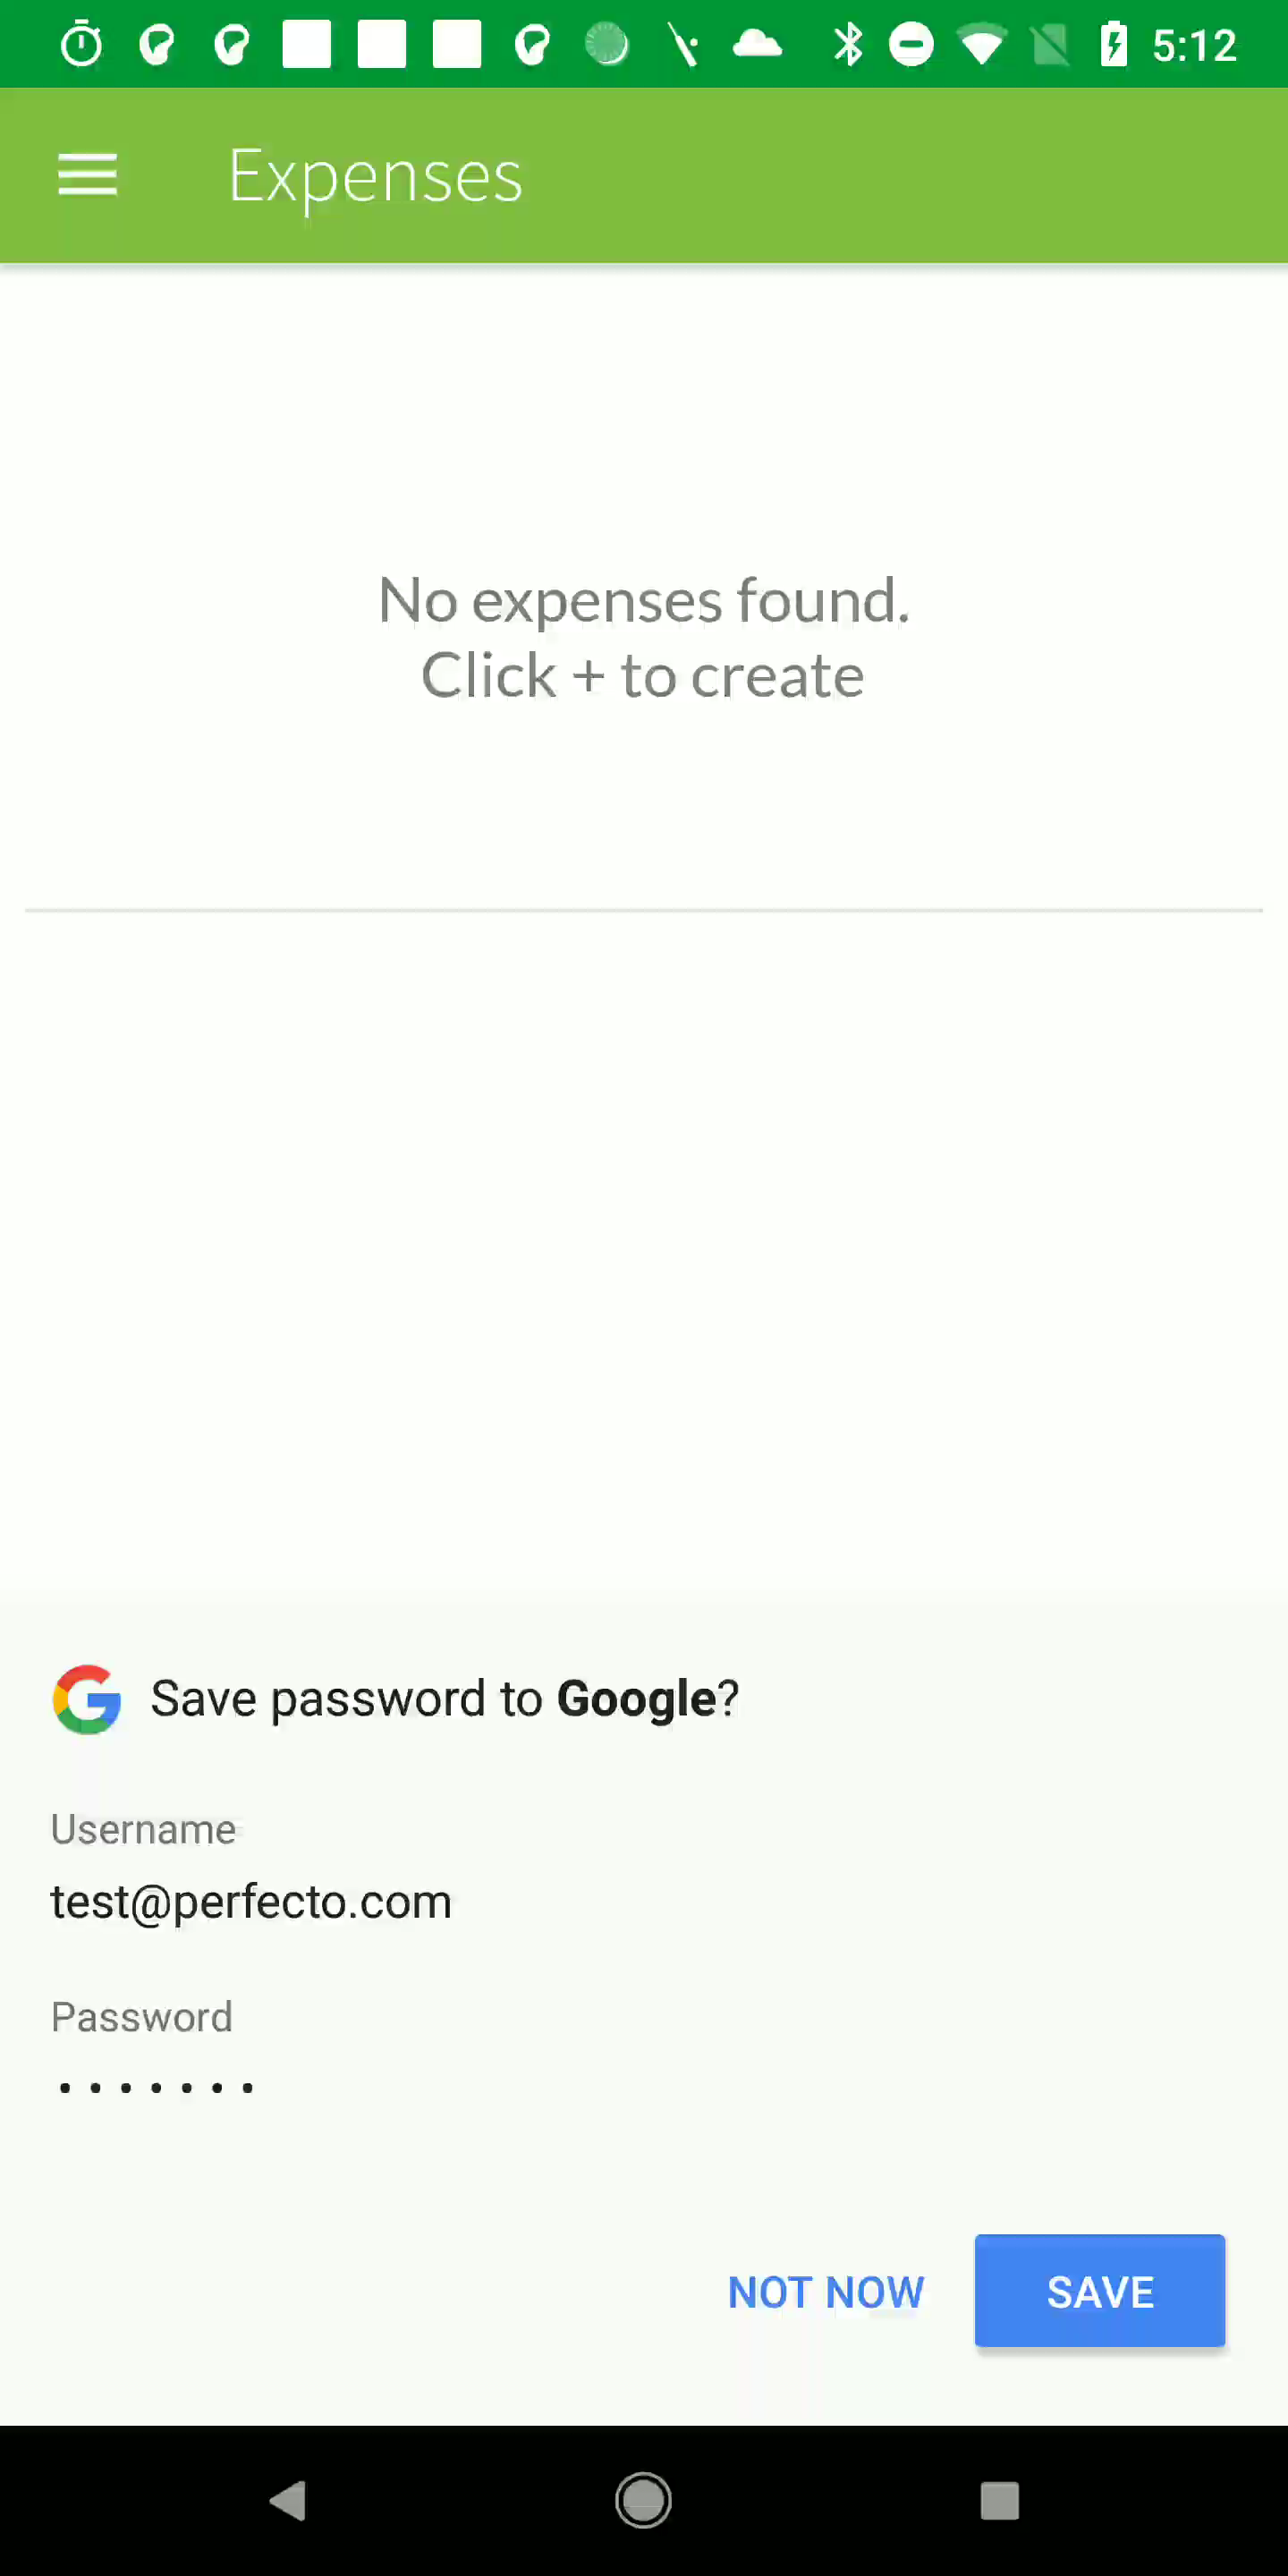 5:12
Expenses
No expenses found.
Click + to create
Save password to Google?
Username
test@perfecto.com
Password
•••••••
NOT NOW
SAVE